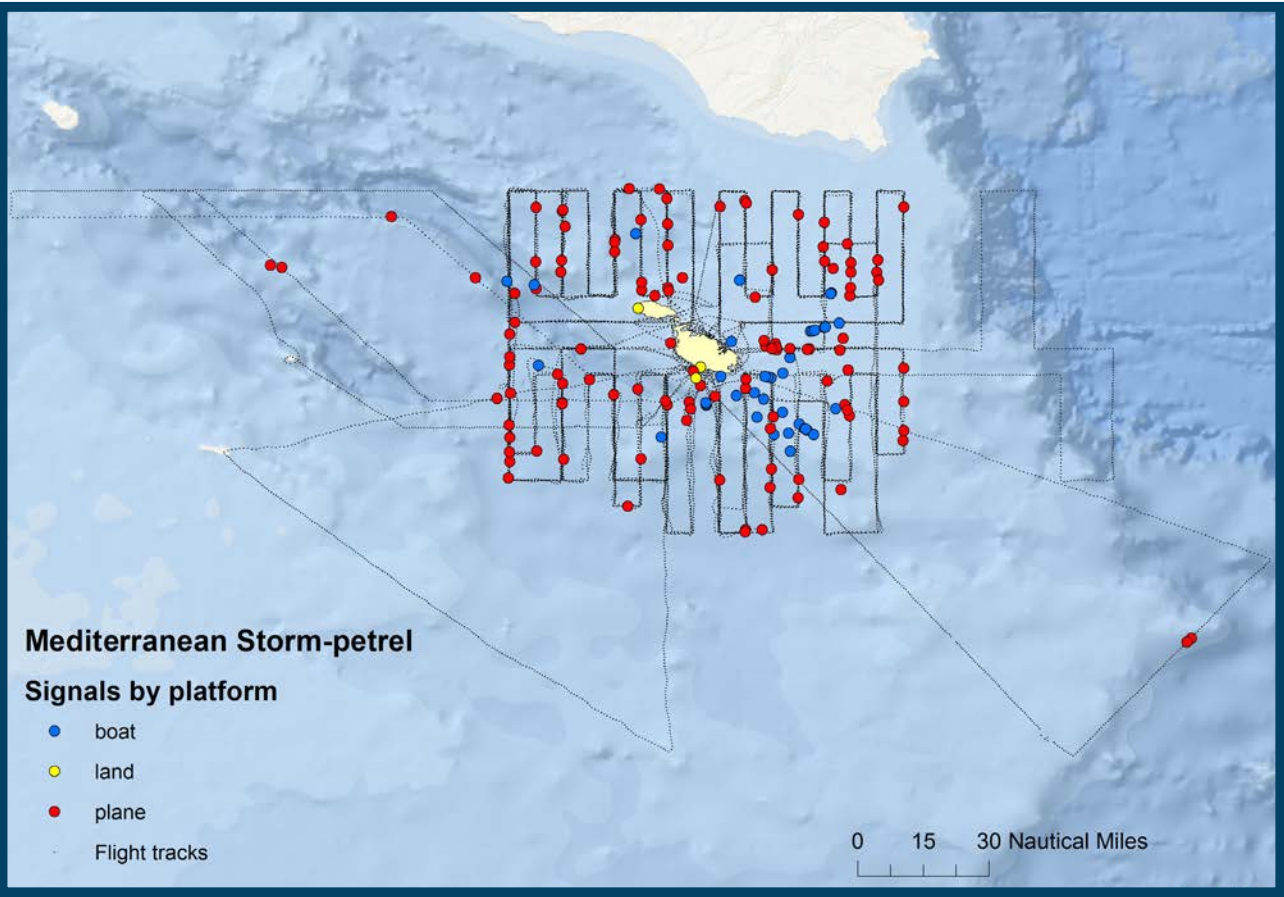 Mediterranean Storm-petrel
Signals by platform
boat
land
plane
Flight tracks
0 15 30 Nautical Miles